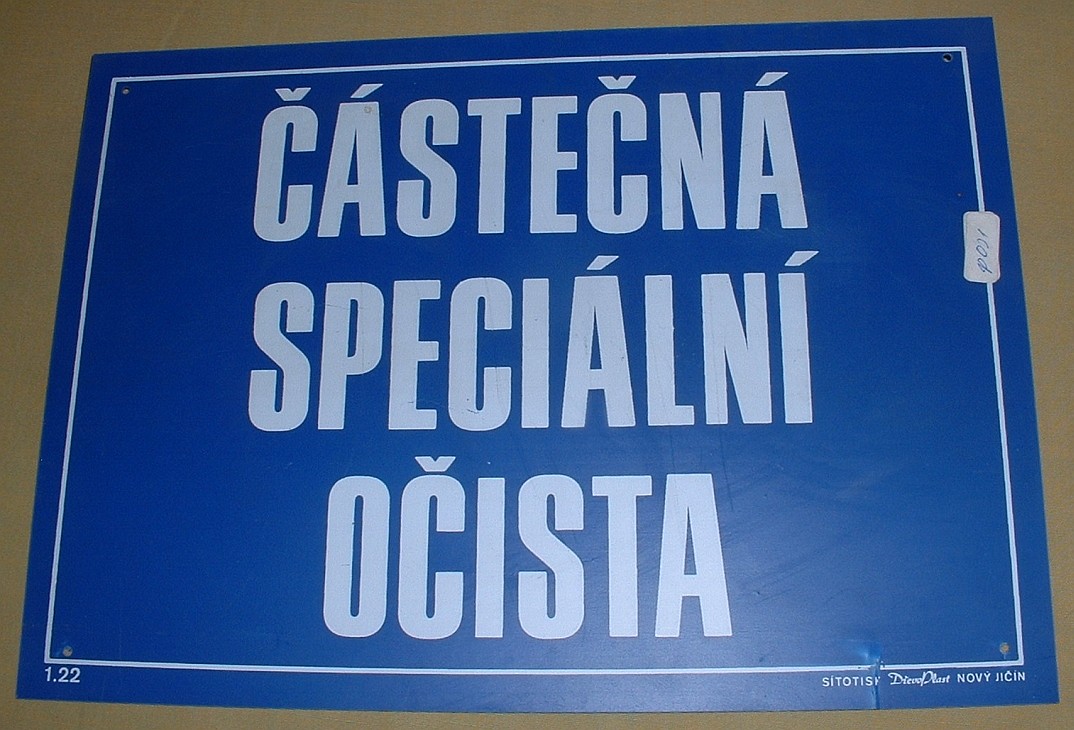 ČÁSTEČNÁ
SPECIÁLNÍ
OČISTA
1.22
SÍTOTISK DřevoPlast NOVÝ JIČÍN